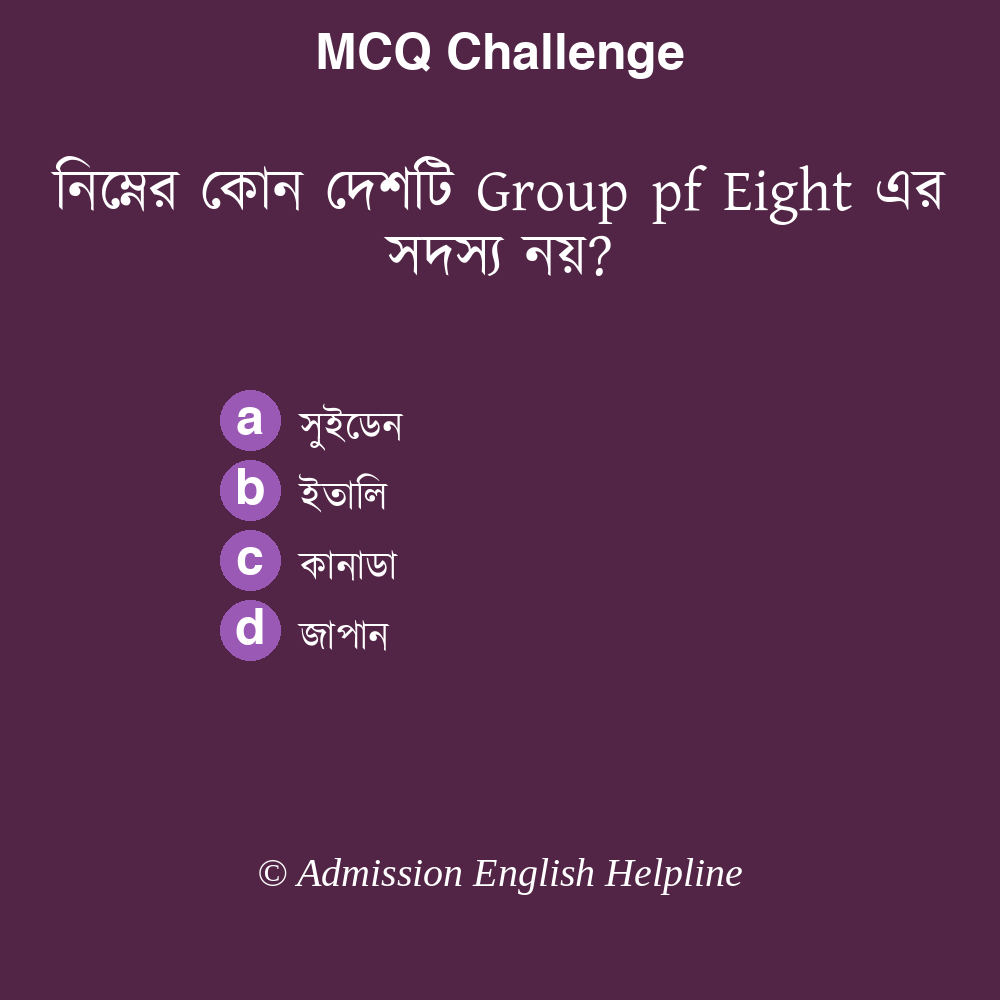 MCQ Challenge
নিম্নের কোন দেশটি Group pf Eight এর
সদস্য নয়?
a সুইডেন
b ইতালি
c কানাডা
d জাপান
© Admission English Helpline